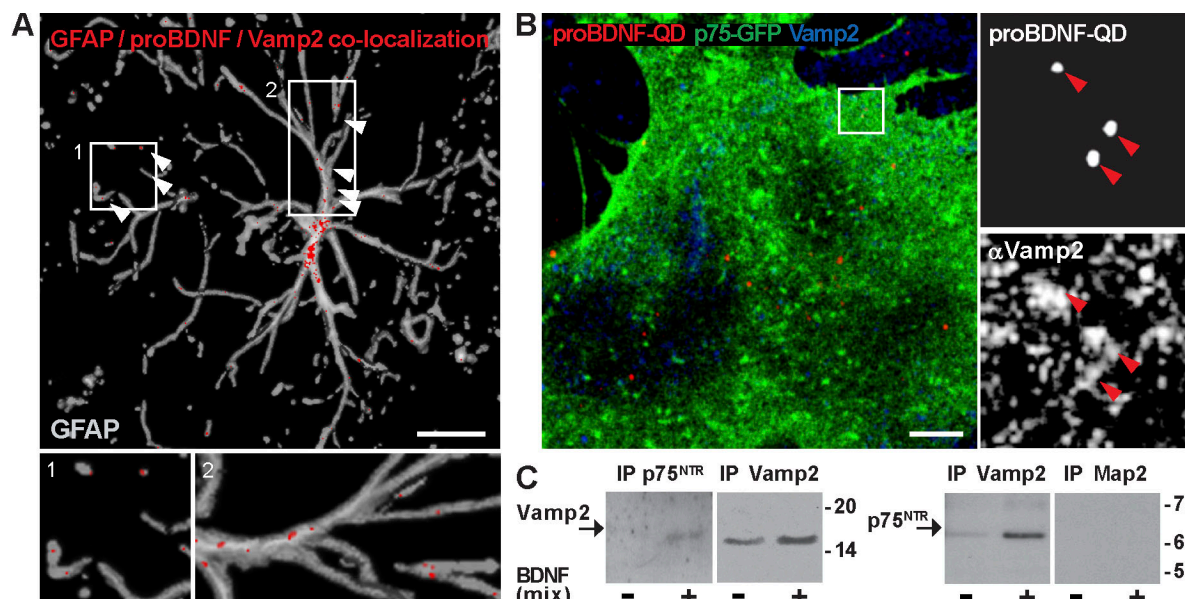 A
GFAP / proBDNF / Vamp2 co-localization
2
1
GFAP
1
2
B
proBDNF-QD p75-GFP Vamp2
proBDNF-QD
αVamp2
C
IP p75NTR IP Vamp2
Vamp2
- 20
- 14
BDNF
(mix) - + - +
IP Vamp2 IP Map2
p75NTR
- 7
- 6
- 5
- + - +